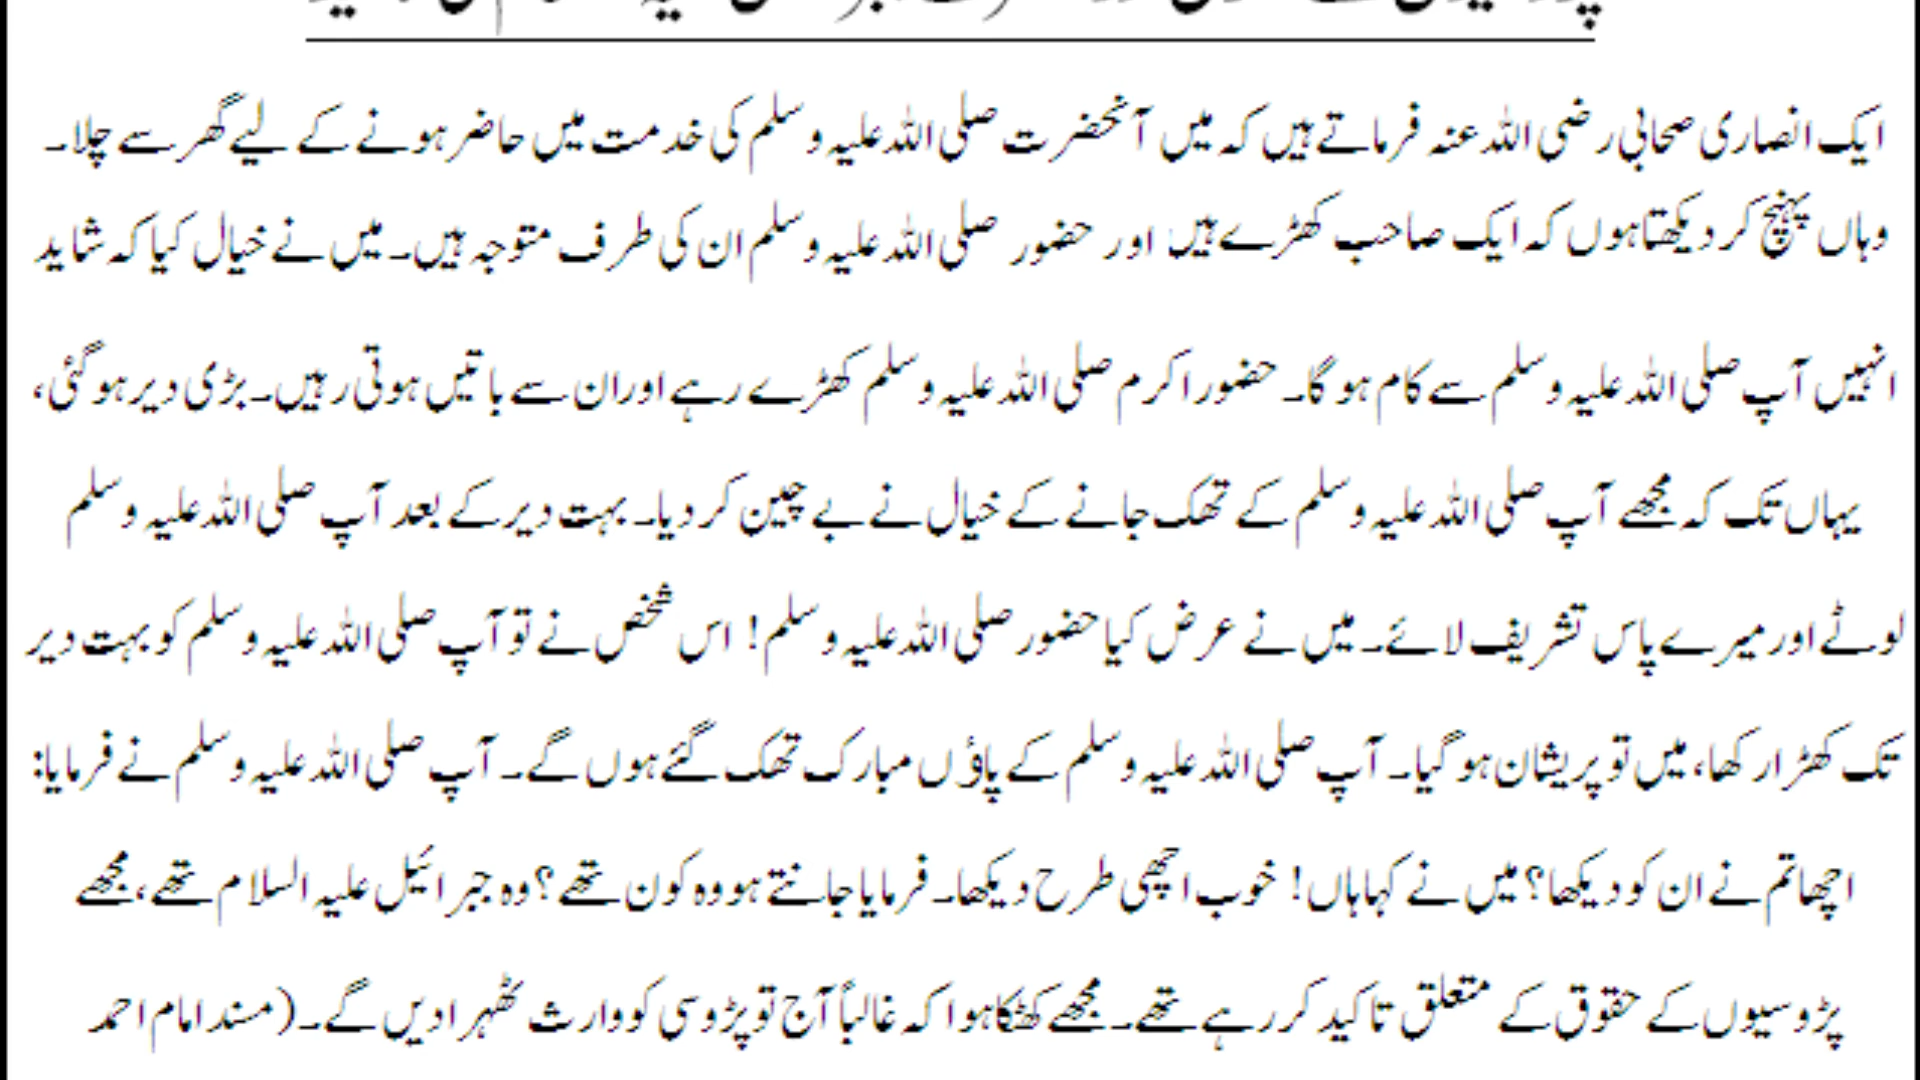 ایک انصاری صحابی رضی اللہ عنہ فرماتے ہیں کہ میں آنحضرت صلی اللہ علیہ وسلم کی خدمت میں حاضر ہونے کے لیے گھر سے چلا۔
وہاں پہنچ کر دیکھتا ہوں کہ ایک صاحب کھڑے ہیں اور حضور صلی اللہ علیہ وسلم ان کی طرف متوجہ ہیں۔ میں نے خیال کیا کہ شاید
انہیں آپ صلی اللہ علیہ وسلم سے کام ہو گا۔ حضور اکرم صلی اللہ علیہ وسلم کھڑے رہے اور ان سے باتیں ہوتی رہیں۔ بڑی دیر ہو گئی،
یہاں تک کہ مجھے آپ صلی اللہ علیہ وسلم کے تھک جانے کے خیال نے بے چین کر دیا۔ بہت دیر کے بعد آپ صلی اللہ علیہ وسلم
لوٹے اور میرے پاس تشریف لائے۔ میں نے عرض کیا حضور صلی اللہ علیہ وسلم! اس شخص نے تو آپ صلی اللہ علیہ وسلم کو بہت دیر
تک کھڑا رکھا، میں تو پریشان ہو گیا۔ آپ صلی اللہ علیہ وسلم کے پاؤں مبارک تھک گئے ہوں گے۔ آپ صلی اللہ علیہ وسلم نے فرمایا:
اچھا تم نے ان کو دیکھا؟ میں نے کہا ہاں! خوب اچھی طرح دیکھا۔ فرمایا جانتے ہو وہ کون تھے؟ وہ جبرائیل علیہ السلام تھے، مجھے
پڑوسیوں کے حقوق کے متعلق تاکید کر رہے تھے۔ مجھے کھٹکا ہوا کہ غالباً آج تو پڑوسی کو وارث ٹھہرا دیں گے۔ (مسند امام احمد